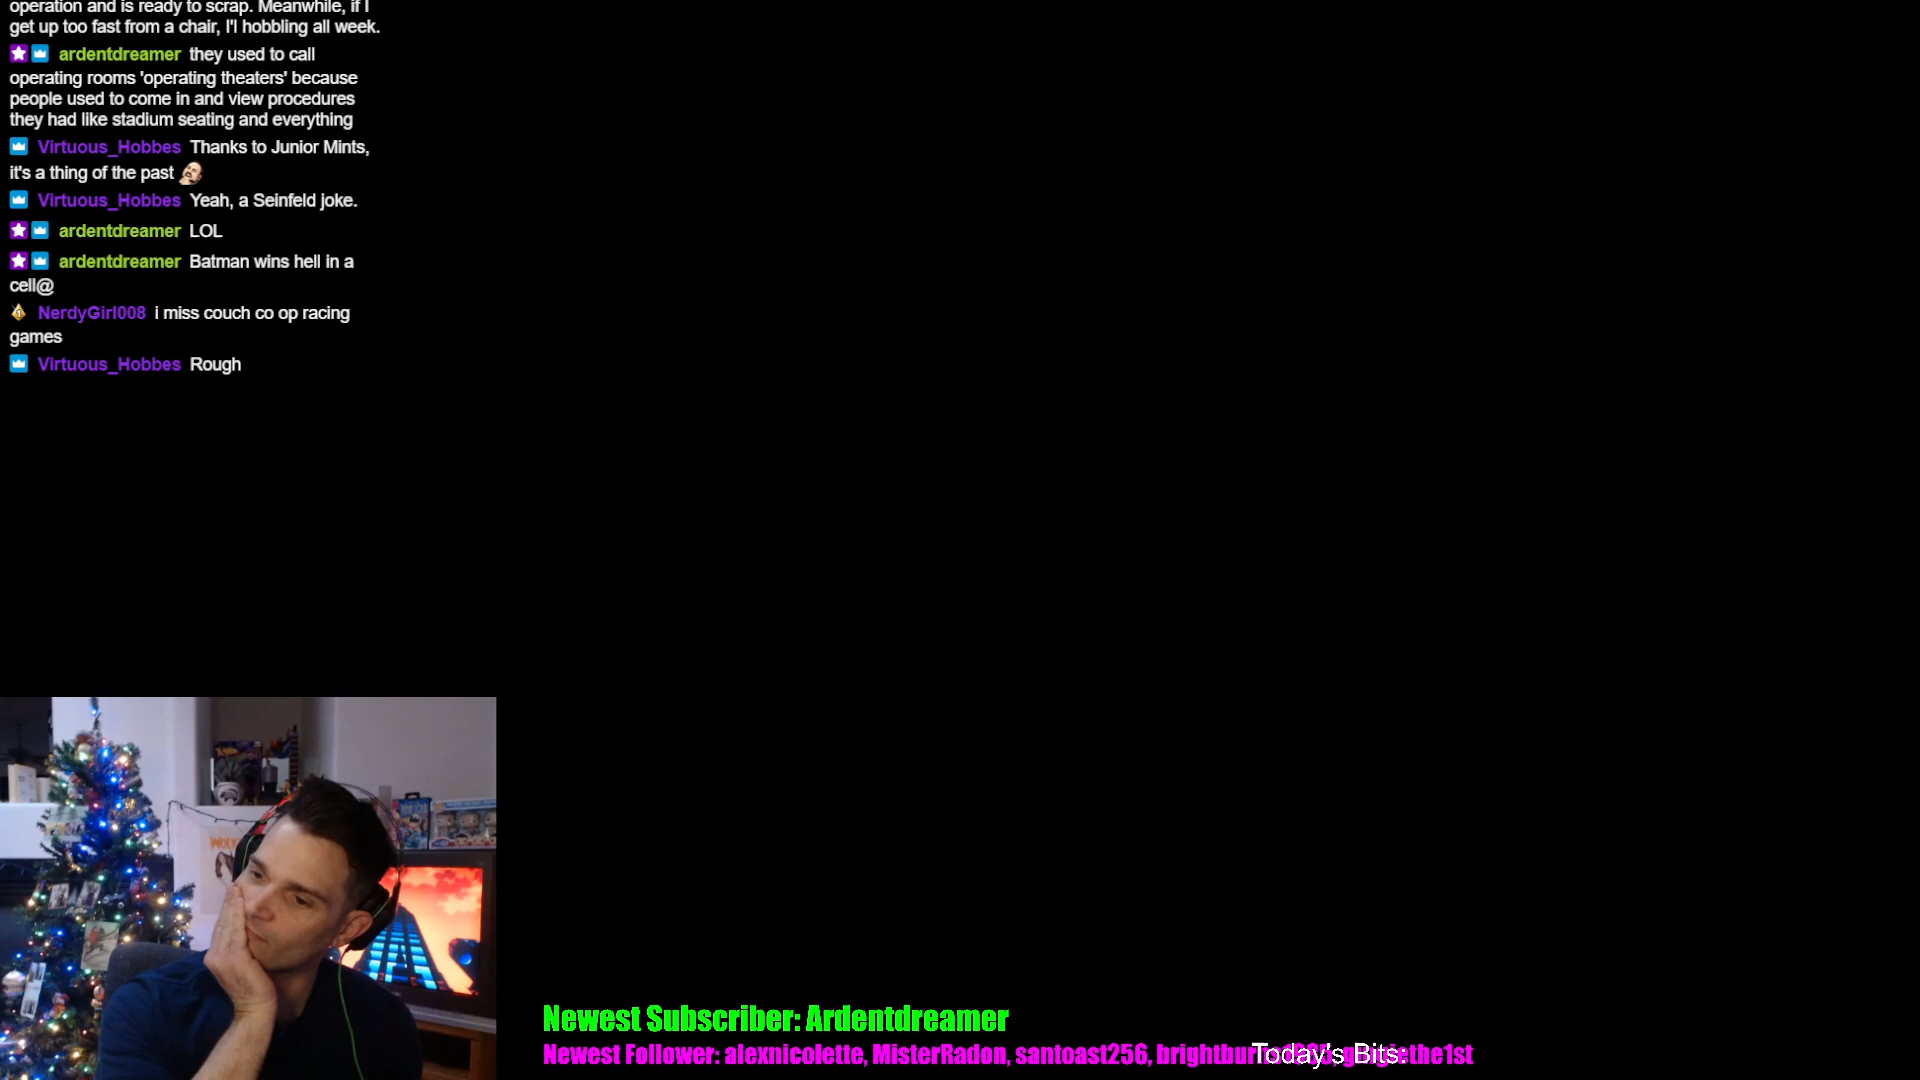 operation and is ready to scrap. Meanwhile, if I
get up too fast from a chair, I'l hobbling all week.
ardentdreamer they used to call
operating rooms 'operating theaters' because
people used to come in and view procedures
they had like stadium seating and everything
Virtuous_Hobbes Thanks to Junior Mints,
it's a thing of the past
Virtuous_Hobbes Yeah, a Seinfeld joke.
ardentdreamer LOL
ardentdreamer Batman wins hell in a
cell@
NerdyGirl008 i miss couch co op racing
games
Virtuous_Hobbes Rough
Newest Subscriber: Ardentdreamer
Newest Follower: alexnicolette, MisterRadon, santoast256,
Today's Bits: